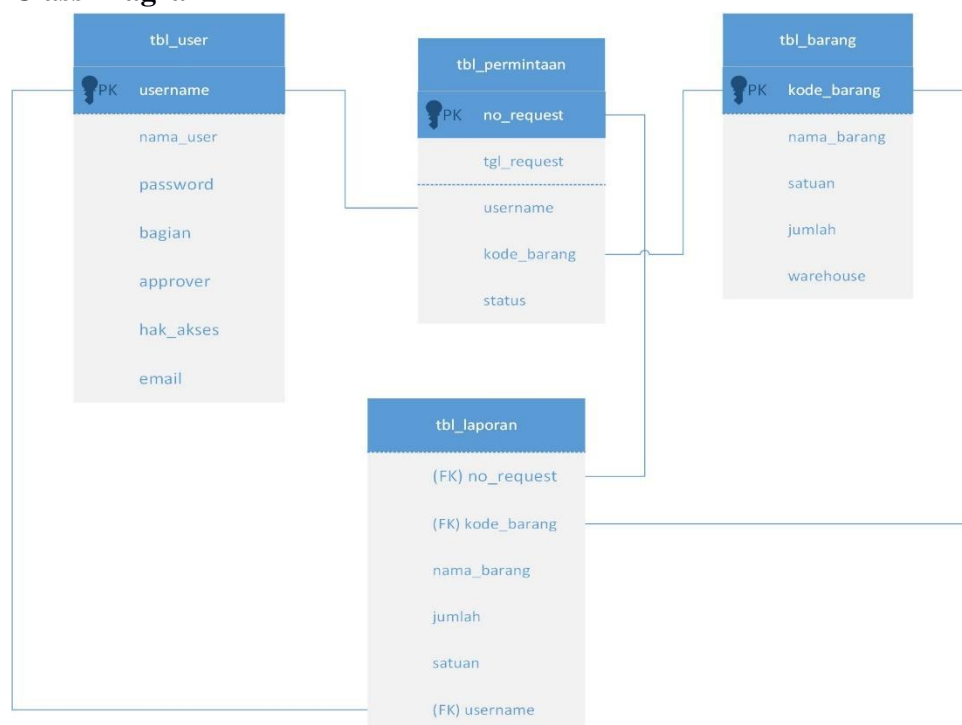 tbl_user
PK username
nama_user
password
bagian
approver
hak_akses
email
tbl_permintaan
PK no_request
tgl_request
username
kode_barang
status
tbl_barang
PK kode_barang
nama_barang
satuan
jumlah
warehouse
tbl_laporan
(FK) no_request
(FK) kode_barang
nama_barang
jumlah
satuan
(FK) username